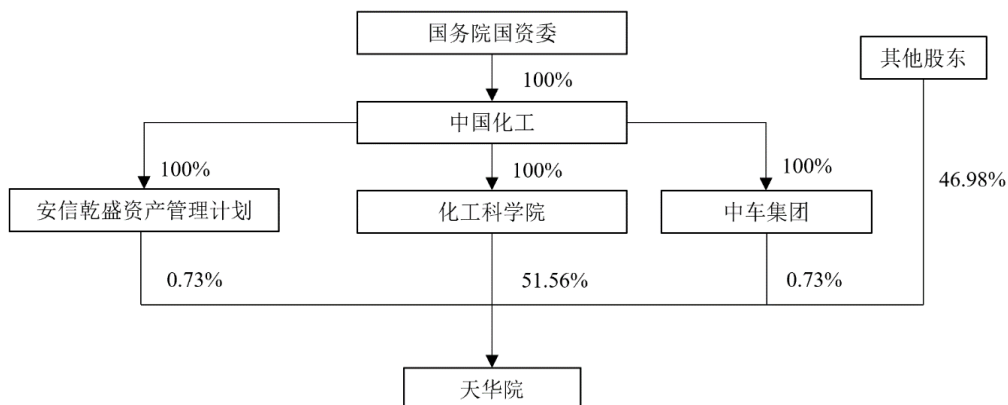 国务院国资委
其他股东
100%
中国化工
100%
100%
100%
46.98%
安信乾盛资产管理计划
化工科学院
中车集团
0.73%
51.56%
0.73%
天华院